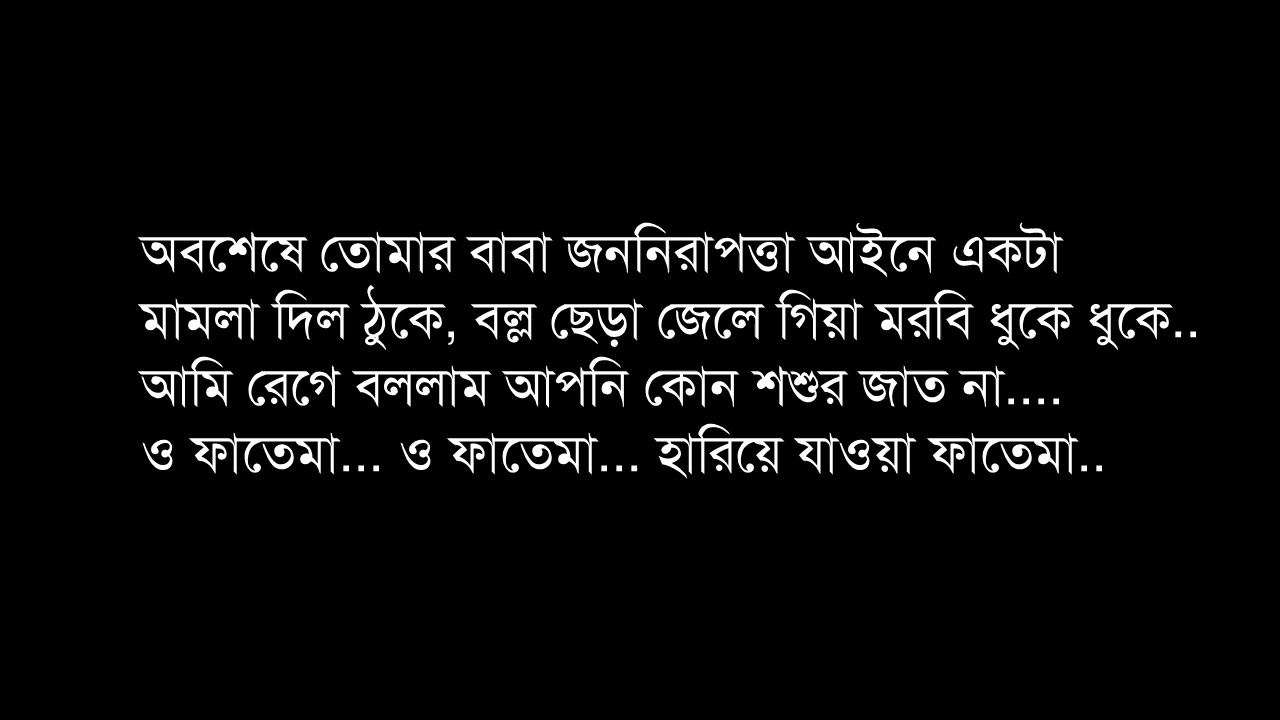 অবশেষে তোমার বাবা জননিরাপত্তা আইনে একটা
মামলা দিল ঠুকে, বল্ল ছেড়া জেলে গিয়া মরবি ধুকে ধুকে..
আমি রেগে বললাম আপনি কোন শশুর জাত না....
ও ফাতেমা... ও ফাতেমা... হারিয়ে যাওয়া ফাতেমা..